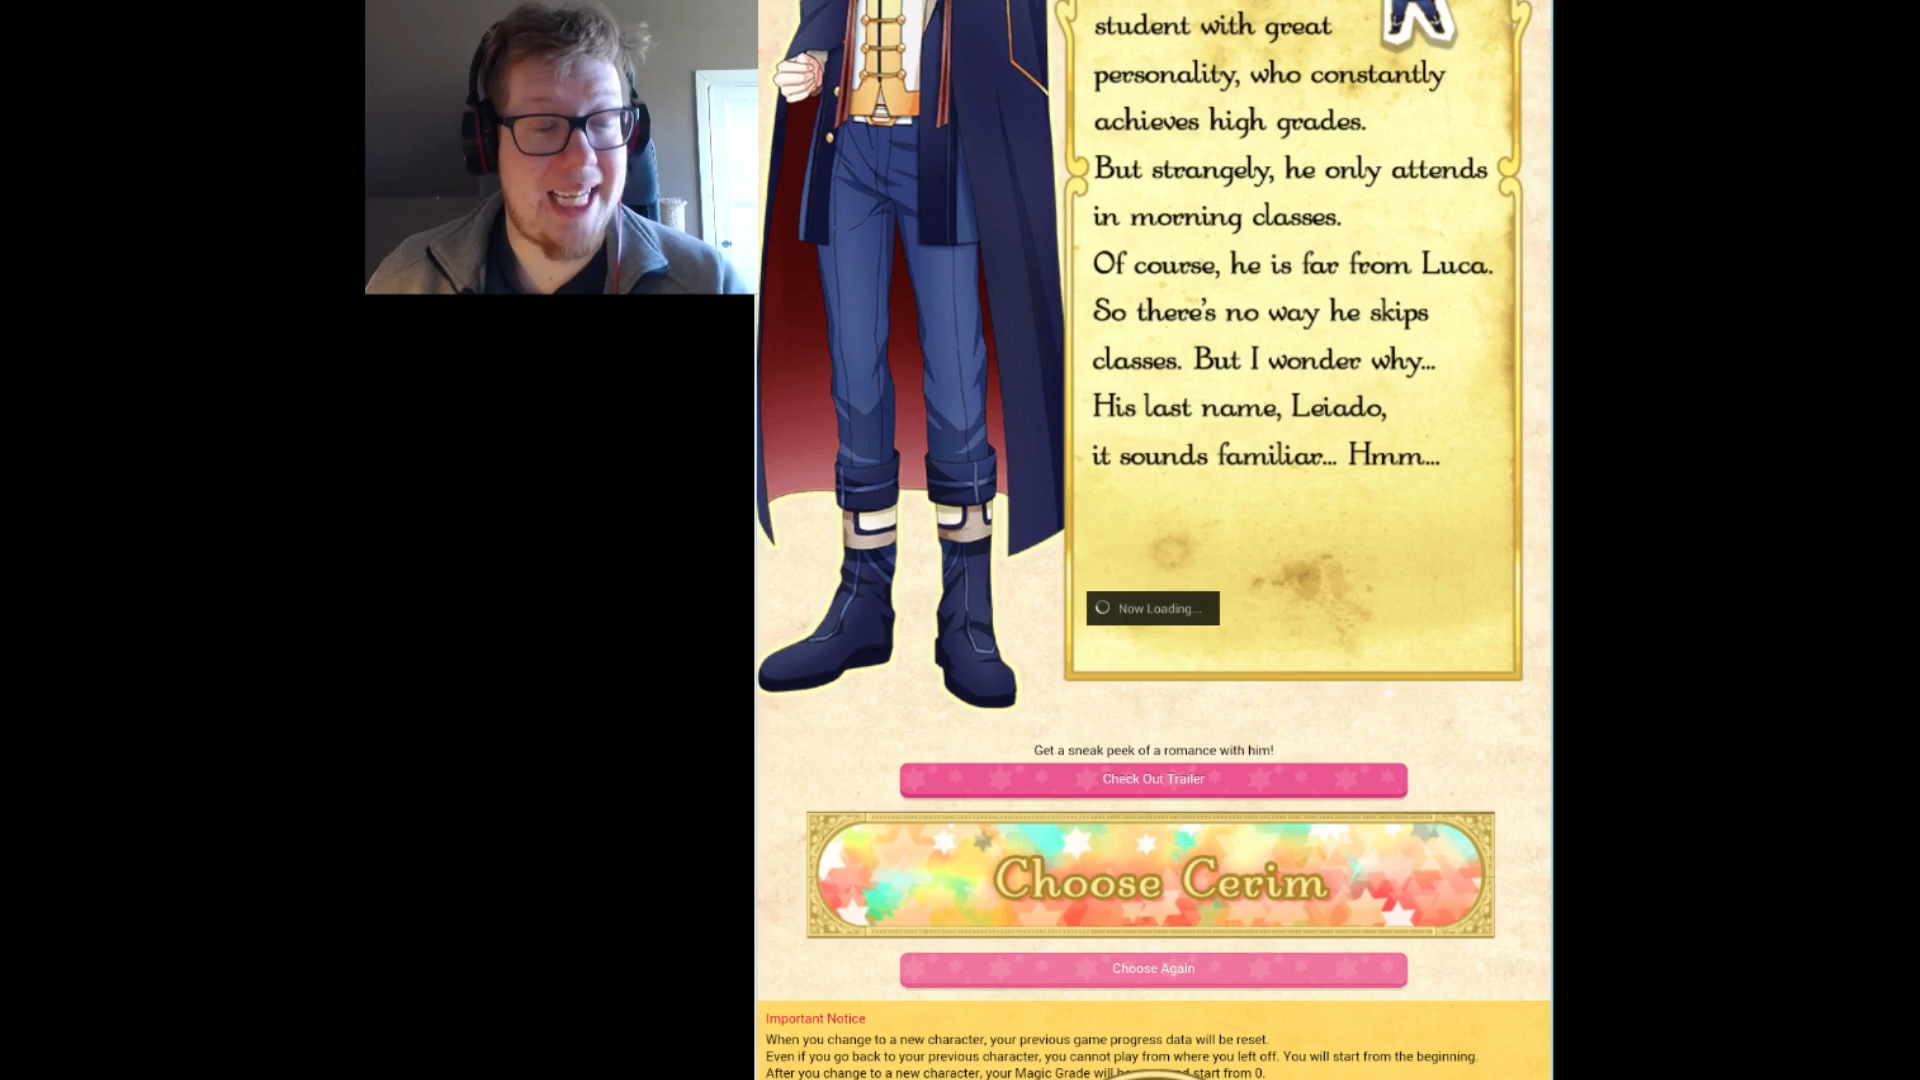 student with great
personality, who constantly
achieves high grades.
But strangely, he only attends
in morning classes.
Of course, he is far from Luca.
So there's no way he skips
classes. But I wonder why...
His last name, Leiado,
it sounds familiar... Hmm...
Now Loading...
Get a sneak peek of a romance with him!
Check Out Trailer
Choose Cerim
Choose Again
Important Notice
When you change to a new character, your previous game progress data will be reset.
Even if you go back to your previous character, you cannot play from where you left off. You will start from the beginning.
After you change to a new character, your Magic Grade will start from 0.